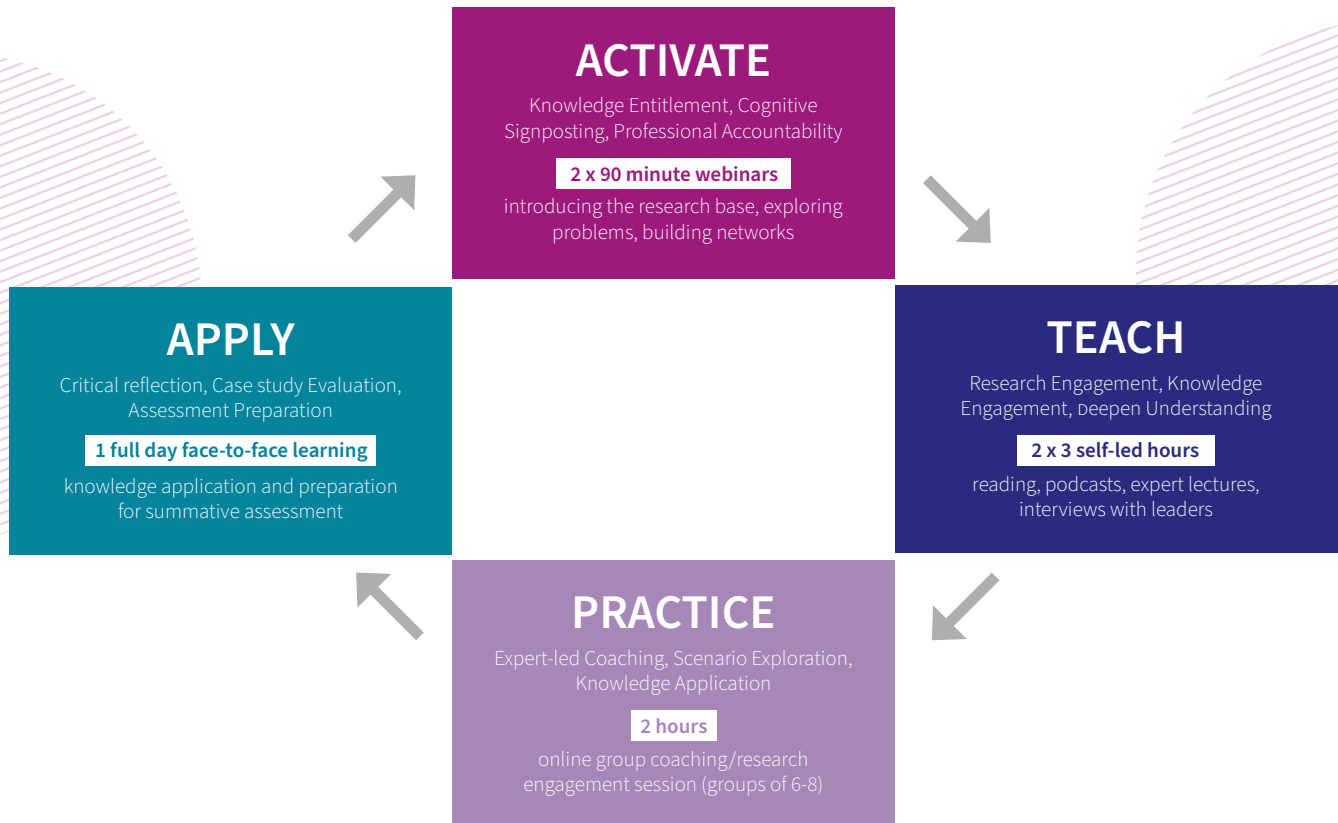 ACTIVATE
Knowledge Entitlement, Cognitive
Signposting, Professional Accountability
2 x 90 minute webinars
introducing the research base, exploring
problems, building networks
TEACH
Research Engagement, Knowledge
Engagement, Deepen Understanding
2 x 3 self-led hours
reading, podcasts, expert lectures,
interviews with leaders
PRACTICE
Expert-led Coaching, Scenario Exploration,
Knowledge Application
2 hours
online group coaching/research
engagement session (groups of 6-8)
APPLY
Critical reflection, Case study Evaluation,
Assessment Preparation
1 full day face-to-face learning
knowledge application and preparation
for summative assessment